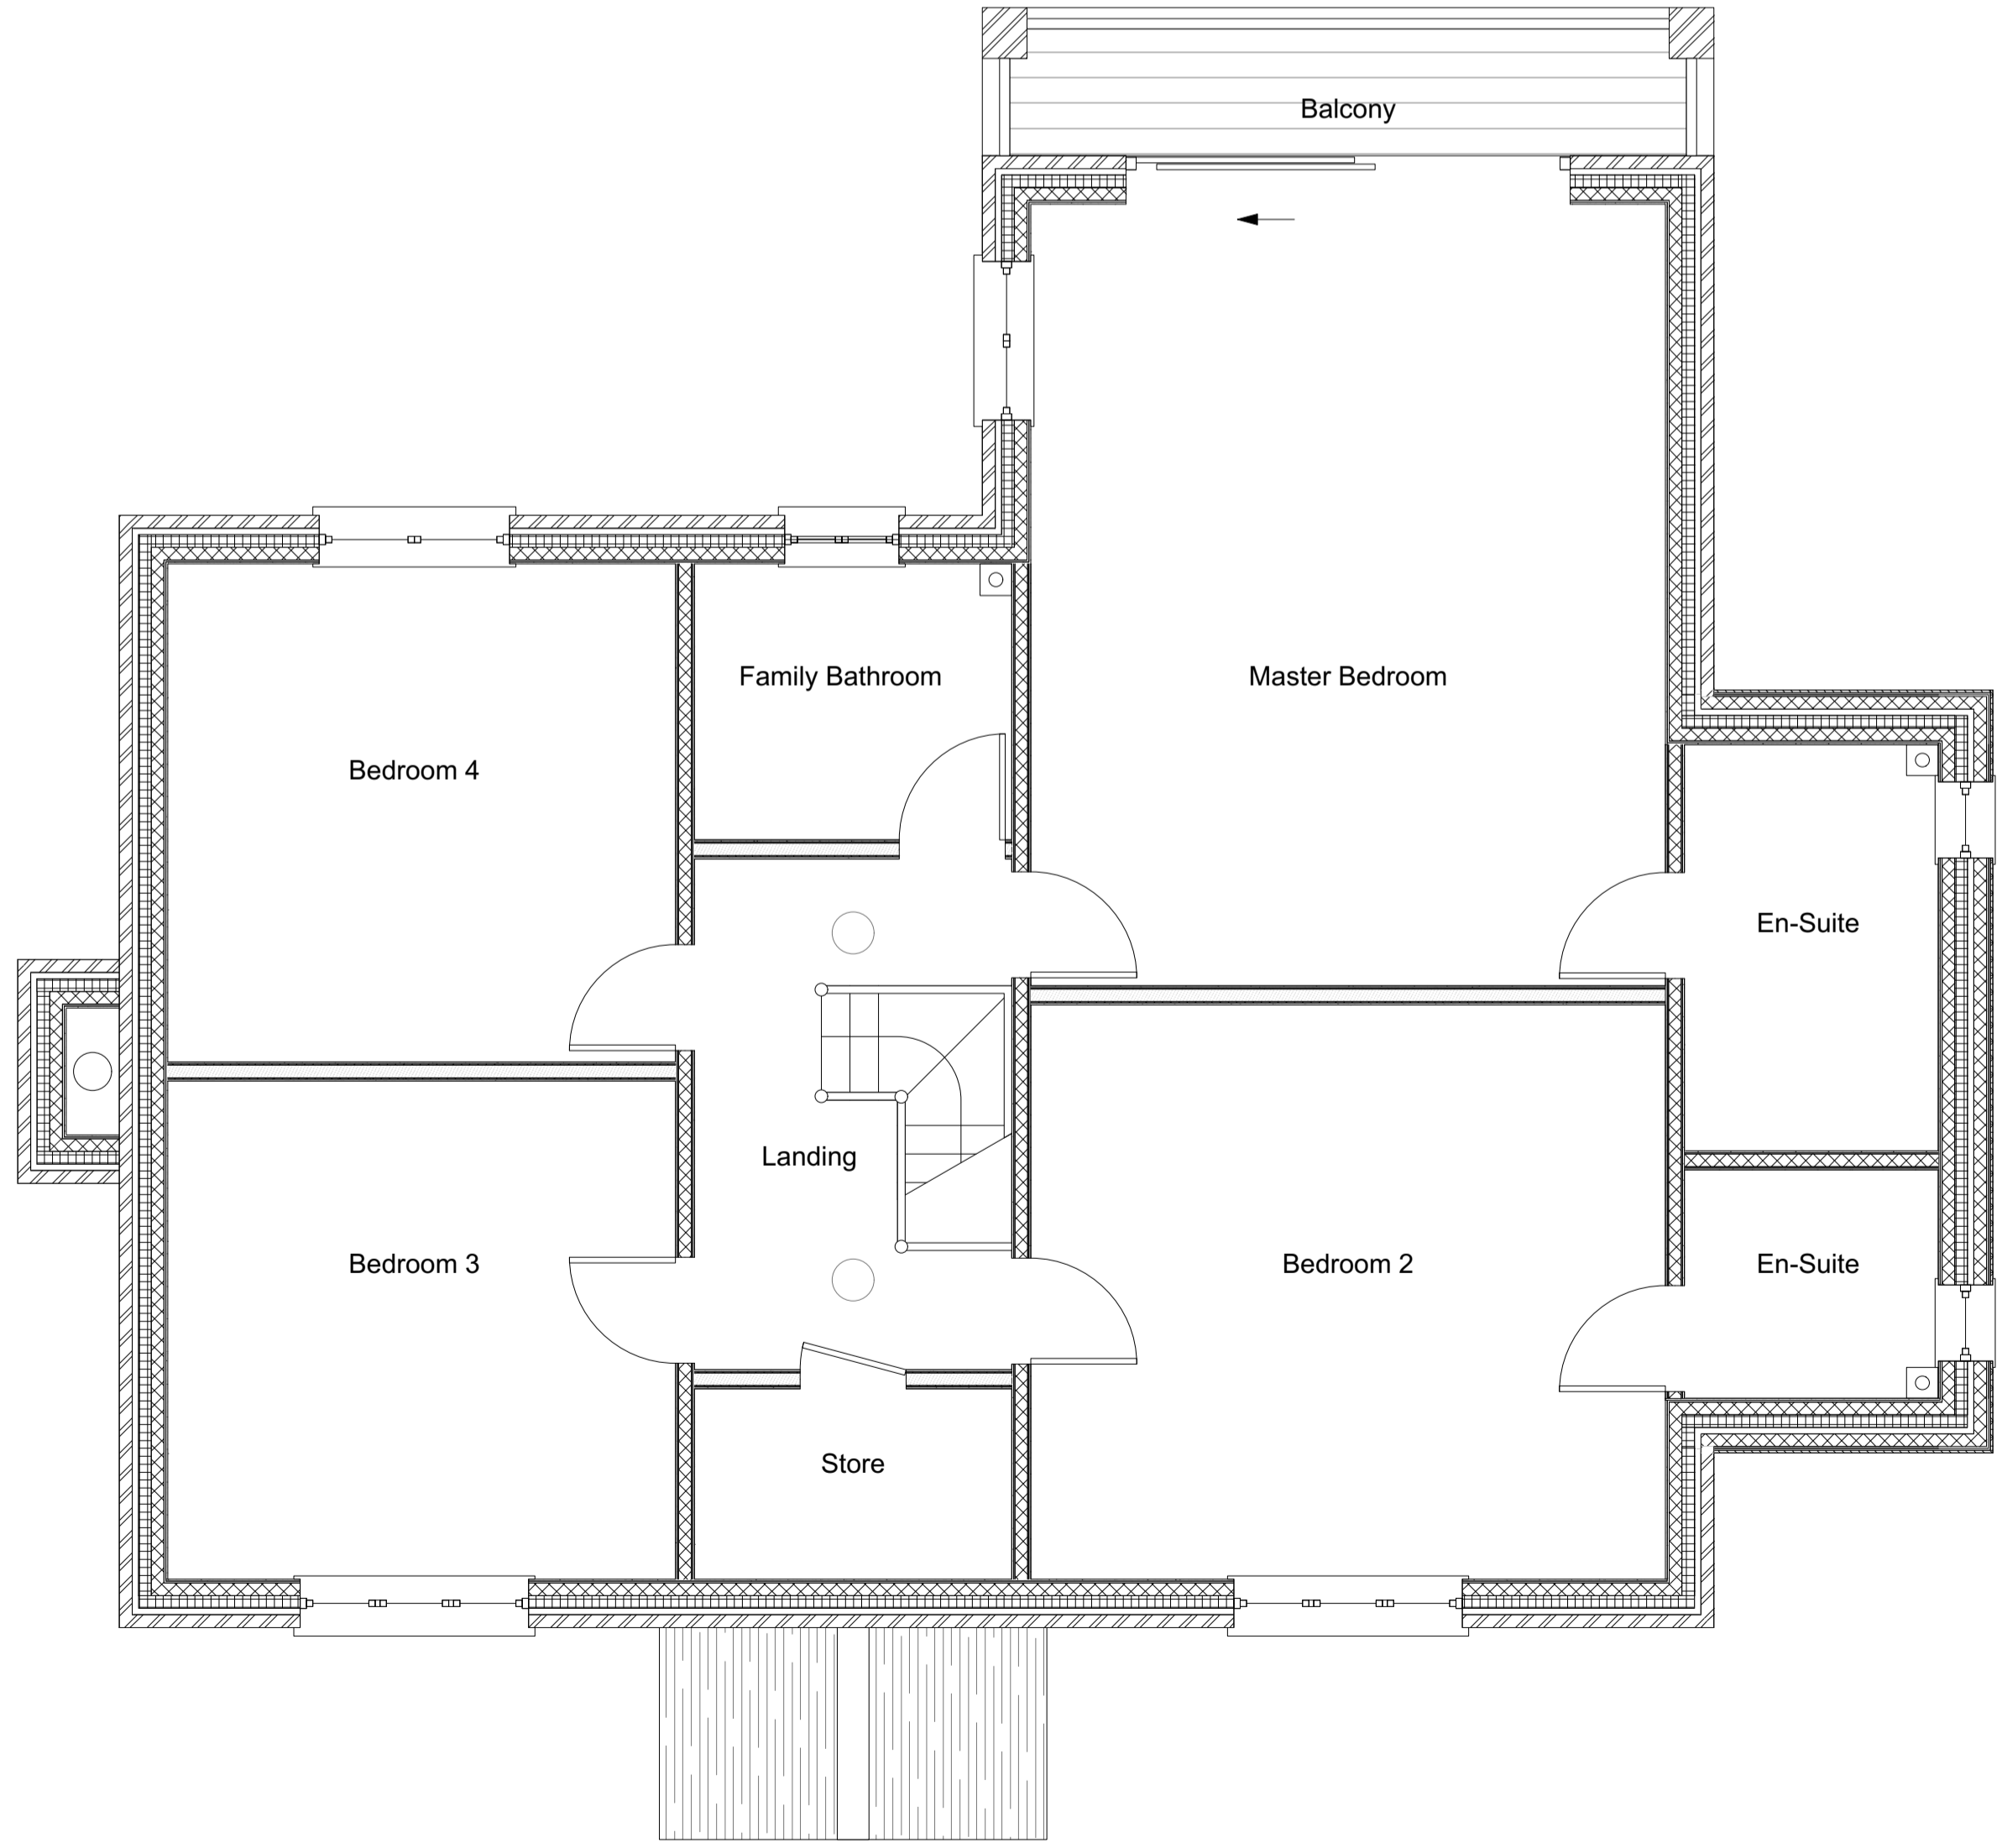 Balcony
Family Bathroom
Master Bedroom
Bedroom 4
En-Suite
Landing
Bedroom 3
Bedroom 2
En-Suite
Store